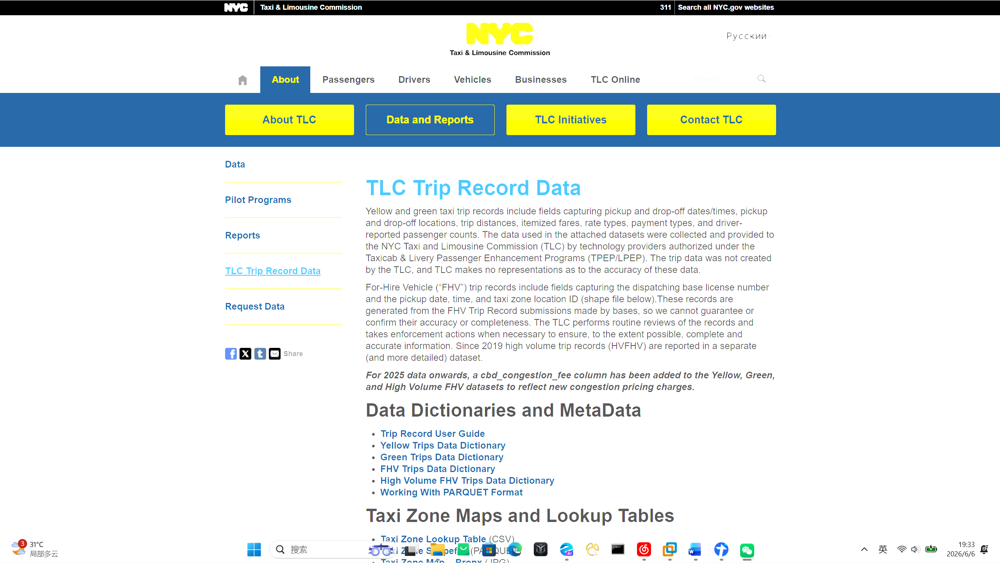 NYC Taxi & Limousine Commission 311 Search all NYC.gov websites
NYC
Taxi & Limousine Commission
Русский
About Passengers Drivers Vehicles Businesses TLC Online Search
About TLC Data and Reports TLC Initiatives Contact TLC
Data
Pilot Programs
Reports
TLC Trip Record Data
Request Data
Share
TLC Trip Record Data
Yellow and green taxi trip records include fields capturing pickup and drop-off dates/times, pickup
and drop-off locations, trip distances, itemized fares, rate types, payment types, and driver-
reported passenger counts. The data used in the attached datasets were collected and provided to
the NYC Taxi and Limousine Commission (TLC) by technology providers authorized under the
Taxicab & Livery Passenger Enhancement Programs (TPEP/LPEP). The trip data was not created
by the TLC, and TLC makes no representations as to the accuracy of these data.
For-Hire Vehicle (“FHV”) trip records include fields capturing the dispatching base license number
and the pickup date, time, and taxi zone location ID (shape file below).These records are
generated from the FHV Trip Record submissions made by bases, so we cannot guarantee or
confirm their accuracy or completeness. The TLC performs routine reviews of the records and
takes enforcement actions when necessary to ensure, to the extent possible, complete and
accurate information. Since 2019 high volume trip records (HVFHV) are reported in a separate
(and more detailed) dataset.
For 2025 data onwards, a cbd_congestion_fee column has been added to the Yellow, Green,
and High Volume FHV datasets to reflect new congestion pricing charges.
Data Dictionaries and MetaData
Trip Record User Guide
Yellow Trips Data Dictionary
Green Trips Data Dictionary
FHV Trips Data Dictionary
High Volume FHV Trips Data Dictionary
Working With PARQUET Format
Taxi Zone Maps and Lookup Tables
Taxi Zone Lookup Table (CSV)
3 31°C
局部多云
搜索
英
19:33
2026/6/6